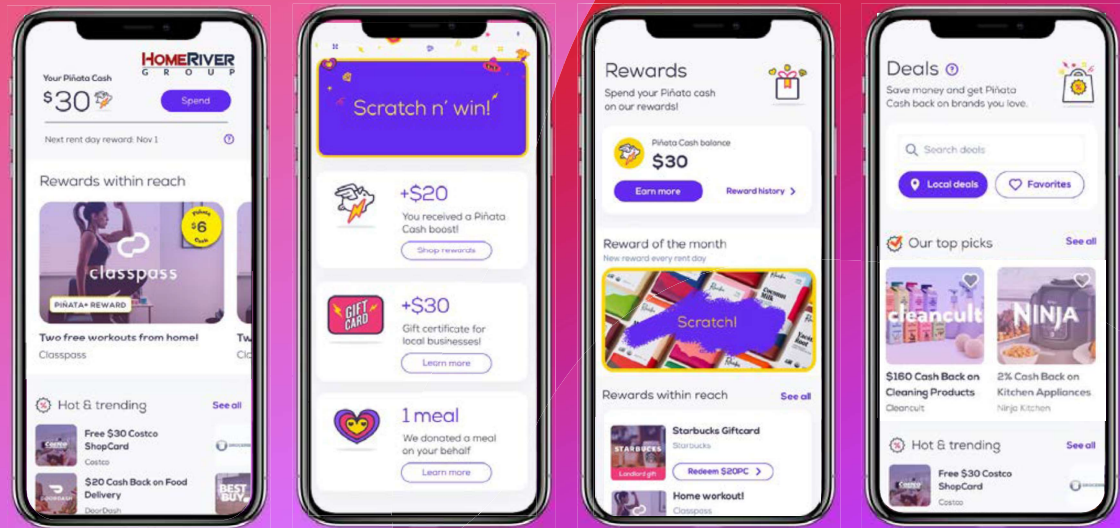 HOMERIVER
GROUP
Your Piñata Cash
$30
Spend
Next rent day reward: Nov 1
Rewards within reach
Piñata
$6
Cash
classpass
PIÑATA+ REWARD
Two free workouts from home!
Tw
Classpass
Clc
Hot & trending
See all
Costco
Free $30 Costco
ShopCard
Costco
DOORDASH
$20 Cash Back on Food
Delivery
DoorDash
BEST
BUY
Scratch n' win!
+$20
You received a Piñata
Cash boost!
Shop rewards
GIFT
CARD
+$30
Gift certificate for
local businesses!
Learn more
1 meal
We donated a meal
on your behalf
Learn more
Rewards
Spend your Piñata cash
on our rewards!
Piñata Cash balance
$30
Earn more
Reward history
Reward of the month
New reward every rent day
Scratch!
Rewards within reach
See all
STARBUCKS
Landlord gift
Starbucks Giftcard
Starbucks
Redeem $20PC
Home workout!
Classpass
Deals
Save money and get Piñata
Cash back on brands you love.
Search deals
Local deals
Favorites
Our top picks
See all
cleancult
NINJA
$160 Cash Back on
Cleaning Products
Cleancult
2% Cash Back on
Kitchen Appliances
Ninja Kitchen
Hot & trending
See all
Costco
Free $30 Costco
ShopCard
Costco